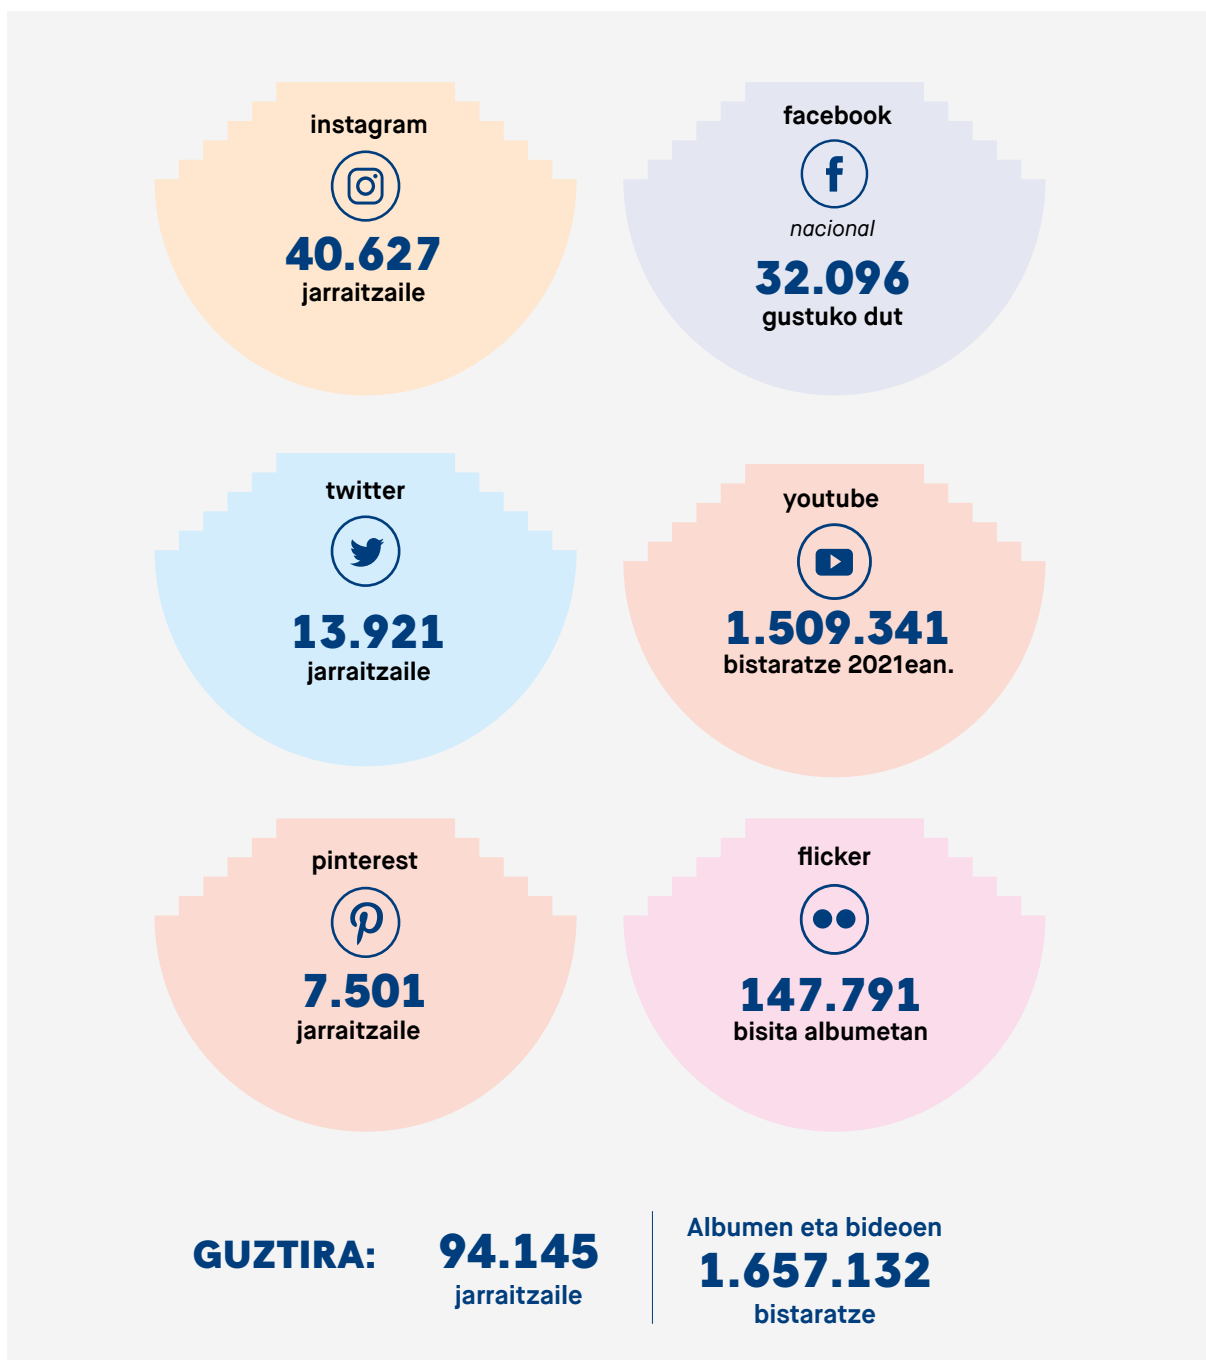 instagram
40.627
jarraitzaile
facebook
nacional
32.096
gustuko dut
twitter
13.921
jarraitzaile
youtube
1.509.341
bistaratze 2021ean.
pinterest
7.501
jarraitzaile
flicker
147.791
bisita albumetan
GUZTIRA:
94.145
jarraitzaile
Albumen eta bideoen
1.657.132
bistaratze